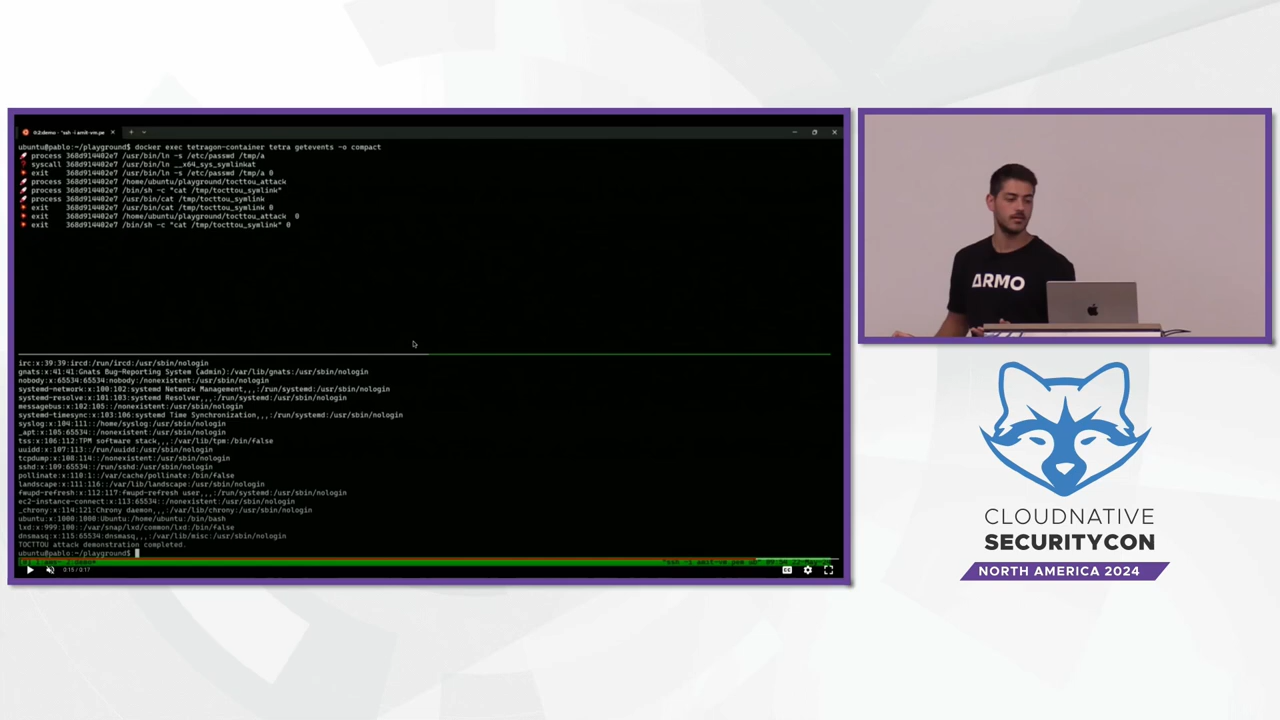 0:2:demo - "ssh -i amit-vm.pe
ubuntu@pablo:~/playground$ docker exec tetragon-container tetra getevents -o compact
process 368d914402e7 /usr/bin/ln -s /etc/passwd /tmp/a
syscall 368d914402e7 /usr/bin/ln __x64_sys_symlinkat
exit 368d914402e7 /usr/bin/ln -s /etc/passwd /tmp/a 0
process 368d914402e7 /home/ubuntu/playground/tocttou_attack
process 368d914402e7 /bin/sh -c "cat /tmp/tocttou_symlink"
process 368d914402e7 /usr/bin/cat /tmp/tocttou_symlink
exit 368d914402e7 /usr/bin/cat /tmp/tocttou_symlink 0
exit 368d914402e7 /home/ubuntu/playground/tocttou_attack 0
exit 368d914402e7 /bin/sh -c "cat /tmp/tocttou_symlink" 0
irc:x:39:39:ircd:/run/ircd:/usr/sbin/nologin
gnats:x:41:41:Gnats Bug-Reporting System (admin):/var/lib/gnats:/usr/sbin/nologin
nobody:x:65534:65534:nobody:/nonexistent:/usr/sbin/nologin
systemd-network:x:100:102:systemd Network Management,,,:/run/systemd:/usr/sbin/nologin
systemd-resolve:x:101:103:systemd Resolver,,,:/run/systemd:/usr/sbin/nologin
messagebus:x:102:105::/nonexistent:/usr/sbin/nologin
systemd-timesync:x:103:106:systemd Time Synchronization,,,:/run/systemd:/usr/sbin/nologin
syslog:x:104:111::/home/syslog:/usr/sbin/nologin
_apt:x:105:65534::/nonexistent:/usr/sbin/nologin
tss:x:106:112:TPM software stack,,,:/var/lib/tpm:/bin/false
uuidd:x:107:113::/run/uuidd:/usr/sbin/nologin
tcpdump:x:108:114::/nonexistent:/usr/sbin/nologin
sshd:x:109:65534::/run/sshd:/usr/sbin/nologin
pollinate:x:110:1::/var/cache/pollinate:/bin/false
landscape:x:111:116::/var/lib/landscape:/usr/sbin/nologin
fwupd-refresh:x:112:117:fwupd-refresh user,,,:/run/systemd:/usr/sbin/nologin
ec2-instance-connect:x:113:65534::/nonexistent:/usr/sbin/nologin
_chrony:x:114:121:Chrony daemon,,,:/var/lib/chrony:/usr/sbin/nologin
ubuntu:x:1000:1000:Ubuntu:/home/ubuntu:/bin/bash
lxd:x:999:100::/var/snap/lxd/common/lxd:/bin/false
dnsmasq:x:115:65534:dnsmasq,,,:/var/lib/misc:/usr/sbin/nologin
TOCTTOU attack demonstration completed.
ubuntu@pablo:~/playground$
0:15 / 0:17
ARMO
CLOUDNATIVE
SECURITYCON
NORTH AMERICA 2024